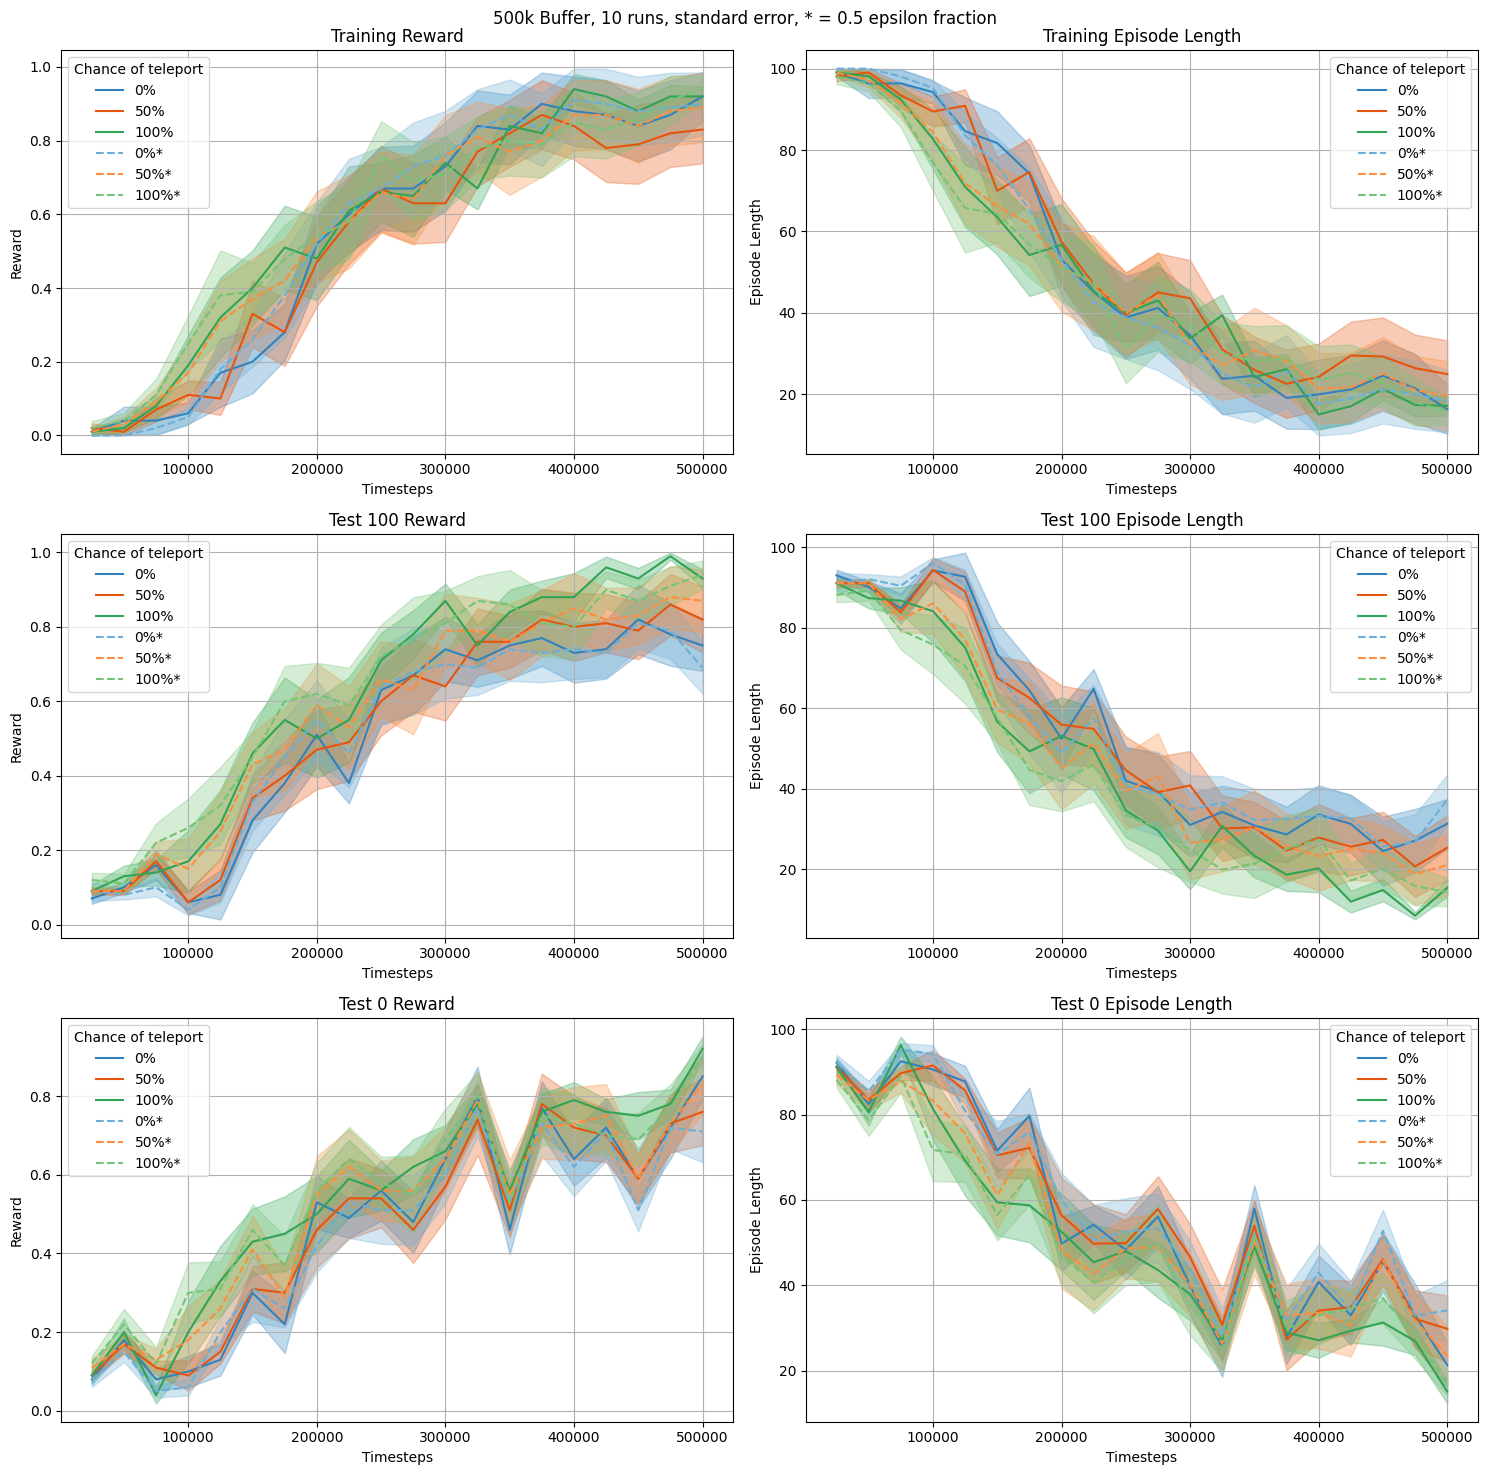 500k Buffer, 10 runs, standard error, * = 0.5 epsilon fraction
Training Reward
Chance of teleport
0%
50%
100%
0%*
50%*
100%*
1.0
0.8
0.6
0.4
0.2
0.0
Reward
100000 200000 300000 400000 500000
Timesteps
Training Episode Length
Chance of teleport
0%
50%
100%
0%*
50%*
100%*
100
80
60
40
20
Episode Length
100000 200000 300000 400000 500000
Timesteps
Test 100 Reward
Chance of teleport
0%
50%
100%
0%*
50%*
100%*
1.0
0.8
0.6
0.4
0.2
0.0
Reward
100000 200000 300000 400000 500000
Timesteps
Test 100 Episode Length
Chance of teleport
0%
50%
100%
0%*
50%*
100%*
100
80
60
40
20
Episode Length
100000 200000 300000 400000 500000
Timesteps
Test 0 Reward
Chance of teleport
0%
50%
100%
0%*
50%*
100%*
0.8
0.6
0.4
0.2
0.0
Reward
100000 200000 300000 400000 500000
Timesteps
Test 0 Episode Length
Chance of teleport
0%
50%
100%
0%*
50%*
100%*
100
80
60
40
20
Episode Length
100000 200000 300000 400000 500000
Timesteps